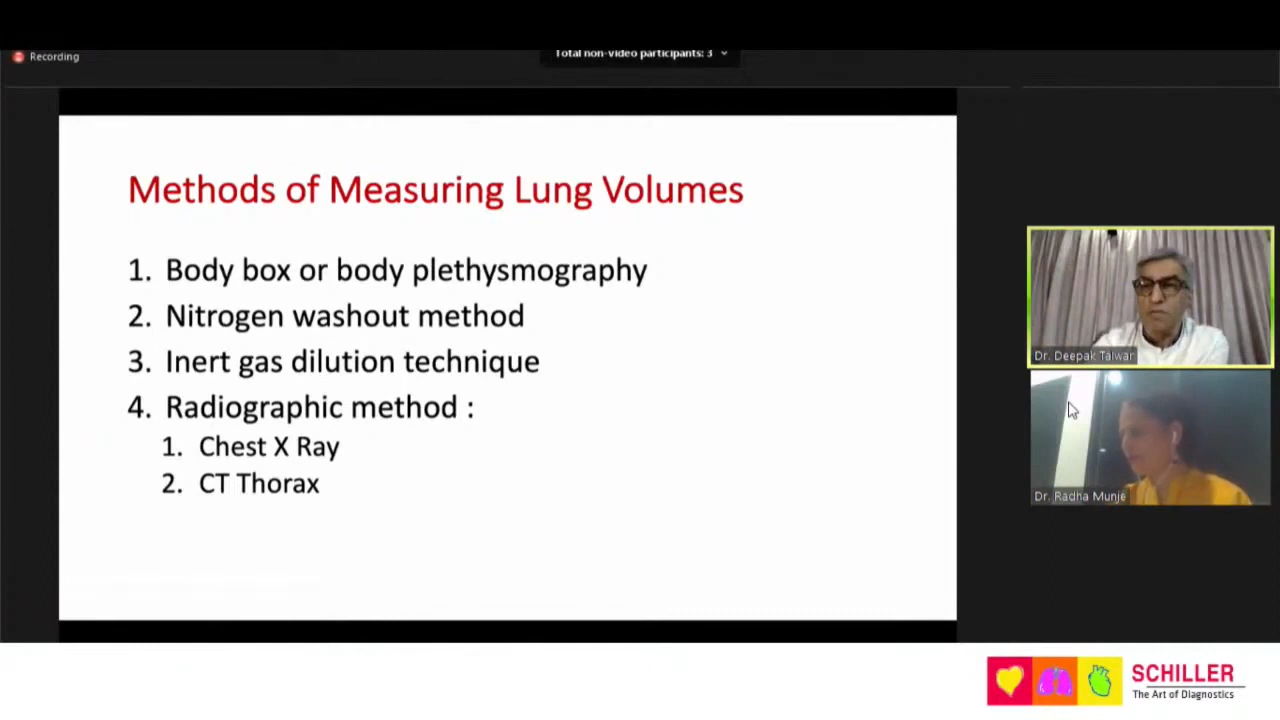 Recording
Total non-video participants: 3
Methods of Measuring Lung Volumes
1. Body box or body plethysmography
2. Nitrogen washout method
3. Inert gas dilution technique
4. Radiographic method :
1. Chest X Ray
2. CT Thorax
Dr. Deepak Talwar
Dr. Radha Munje
SCHILLER
The Art of Diagnostics